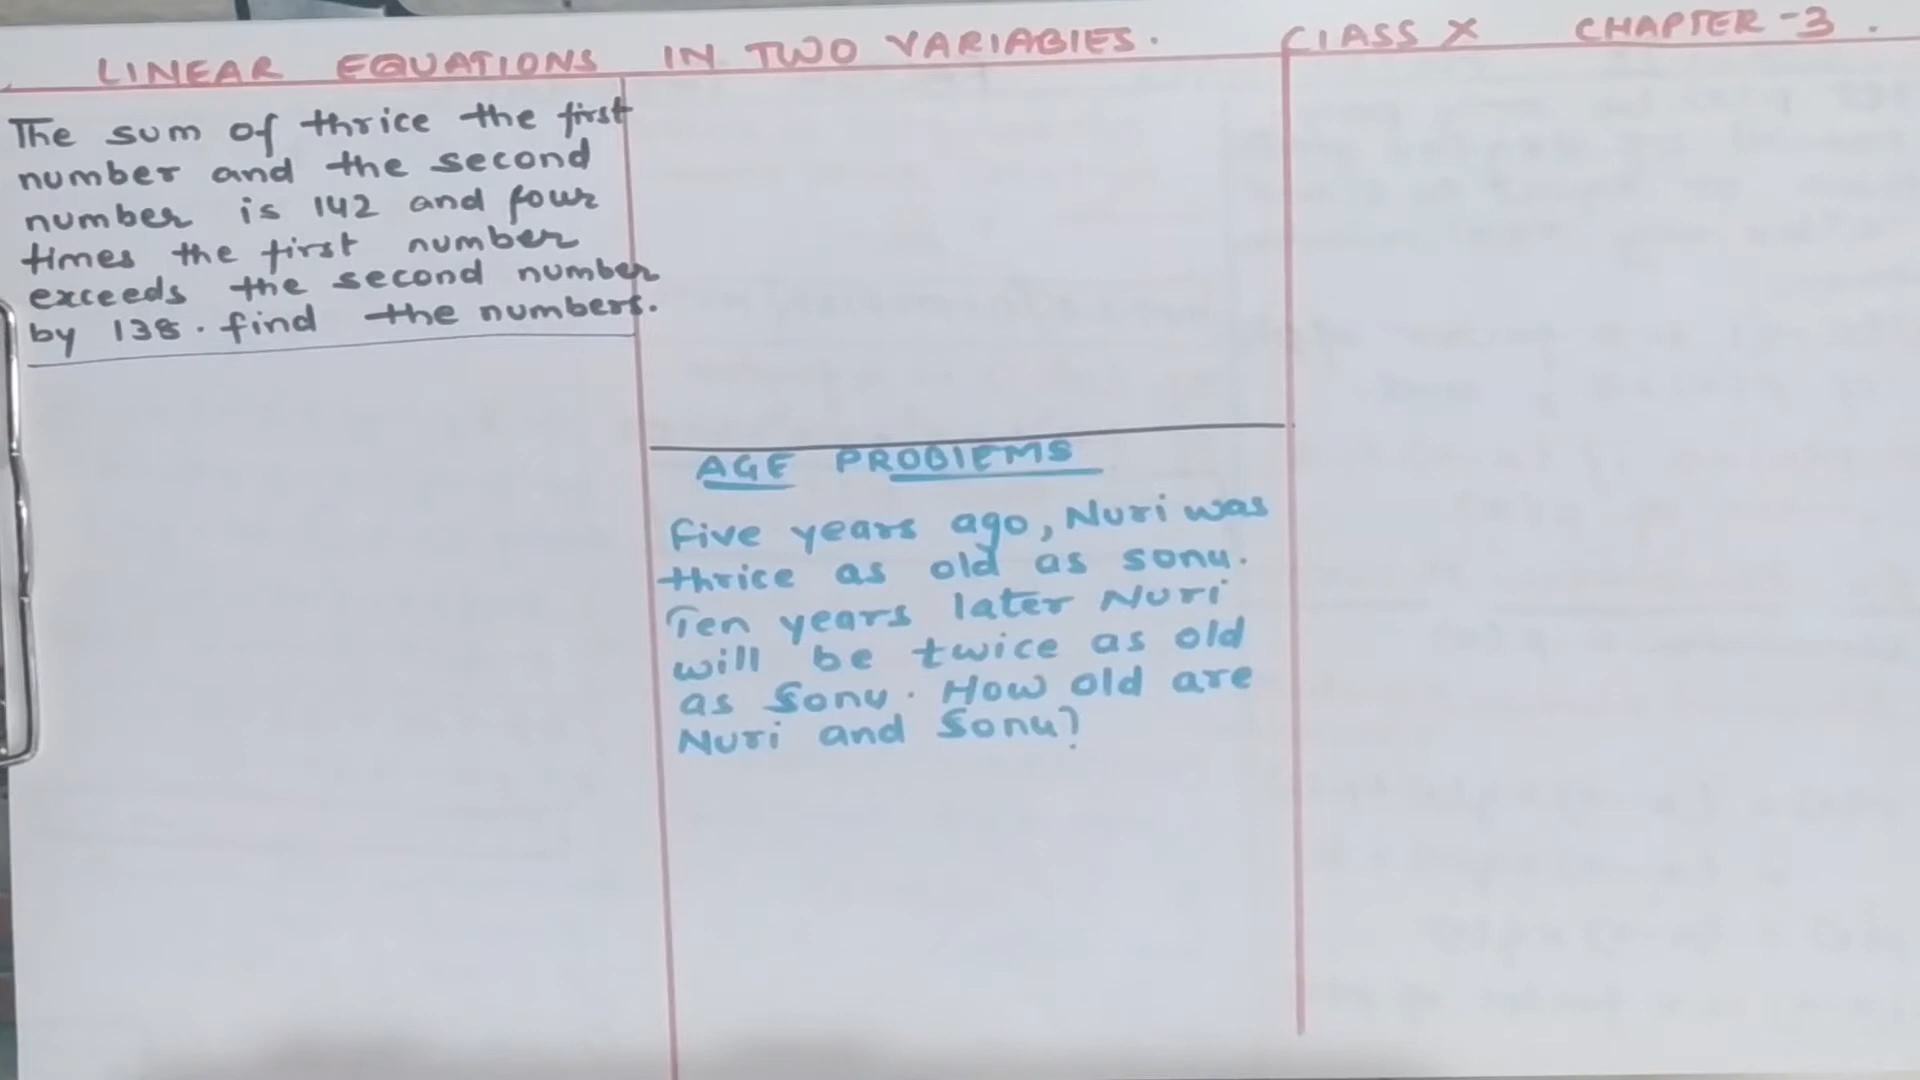 LINEAR EQUATIONS IN TWO VARIABIES. CIASS X CHAPTER-3.
The sum of thrice the first
number and the second
number is 142 and four
times the first number
exceeds the second number
by 138. find the numbers.
AGE PROBIEMS
Five years ago, Nuri was
thrice as old as sonu.
Ten years later Nuri
will be twice as old
as Sonu. How old are
Nuri and Sonu?